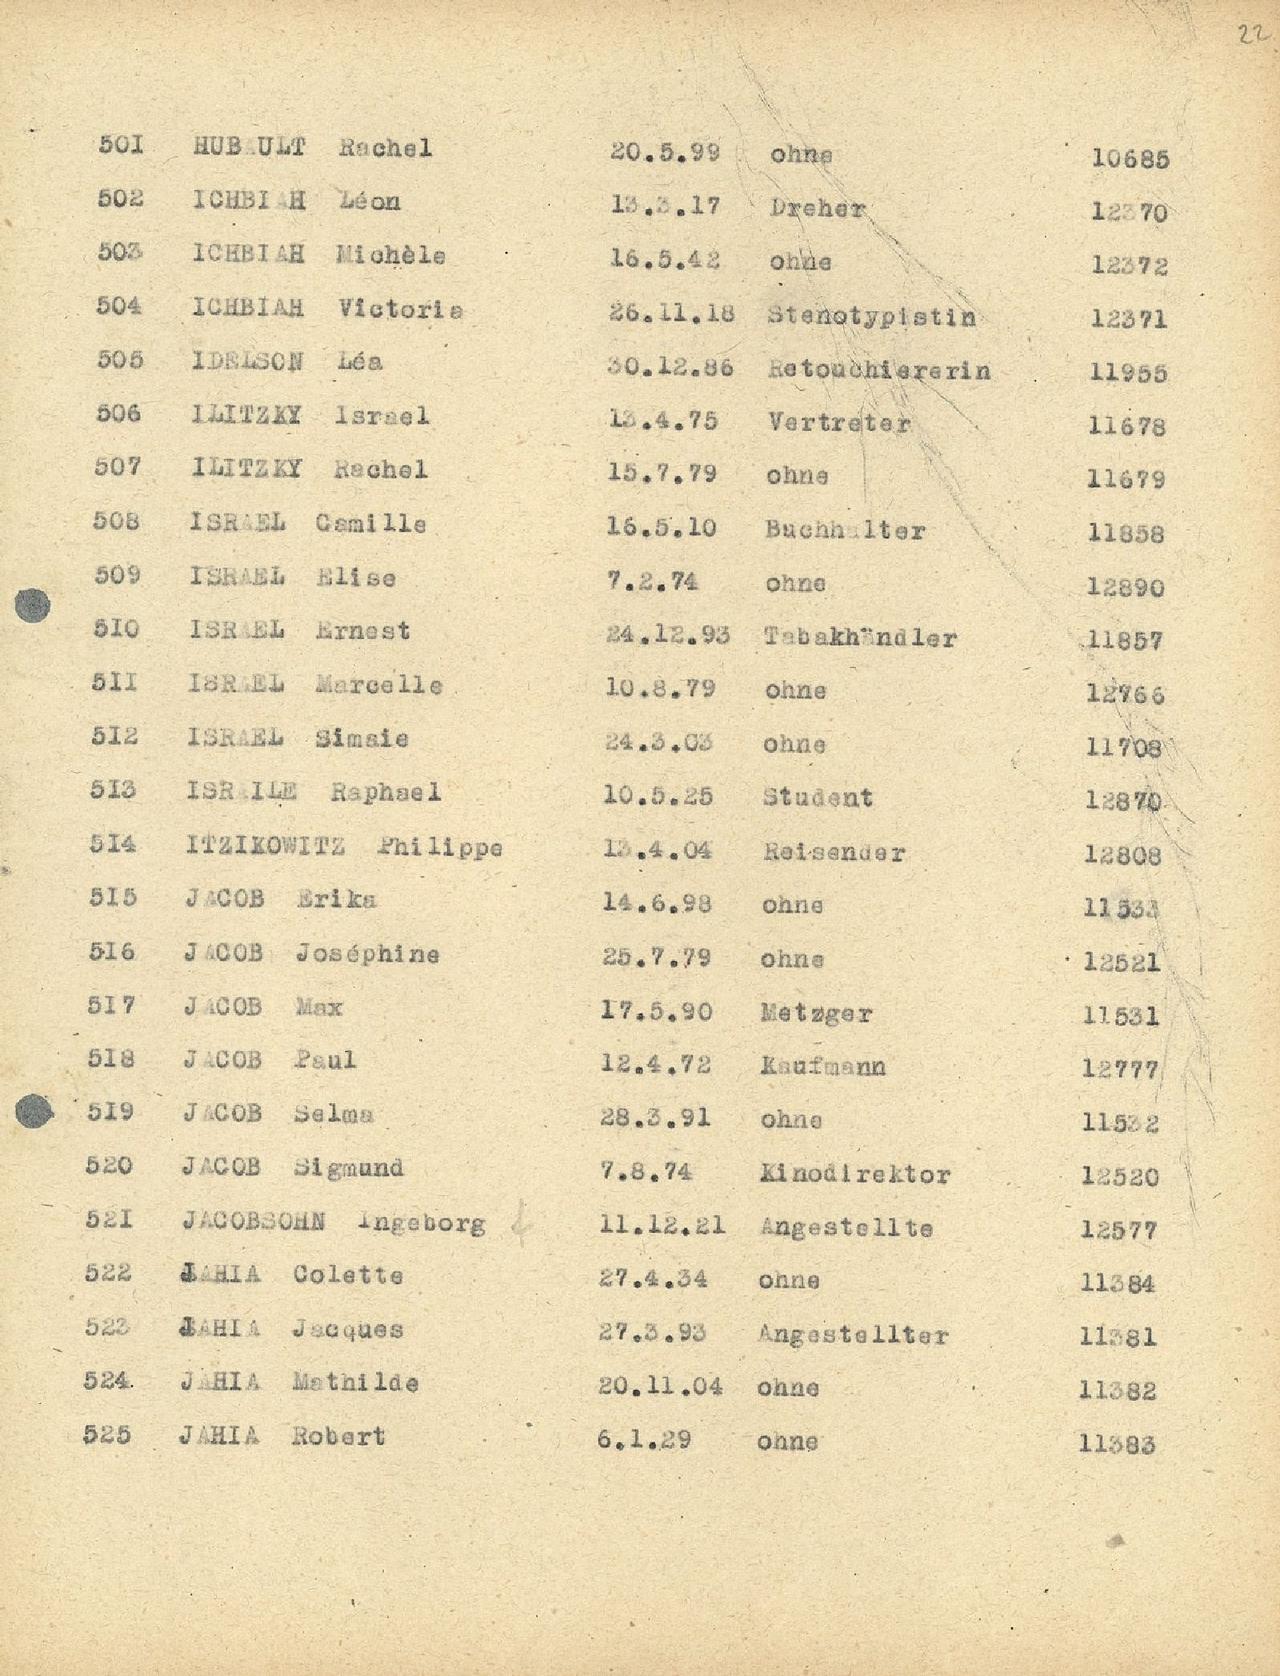 22
501 HUBAULT Rachel 20.5.99 ohne 10685
502 ICHBIAH Léon 13.3.17 Dreher 12370
503 ICHBIAH Michèle 16.5.42 ohne 12372
504 ICHBIAH Victoria 26.11.18 Stenotypistin 12371
505 IDELSON Léa 30.12.86 Retouchiererin 11955
506 ILITZKY Israel 13.4.75 Vertreter 11678
507 ILITZKY Rachel 15.7.79 ohne 11679
508 ISRAEL Camille 16.5.10 Buchhalter 11858
509 ISRAEL Elise 7.2.74 ohne 12890
510 ISRAEL Ernest 24.12.93 Tabakhändler 11857
511 ISRAEL Marcelle 10.8.79 ohne 12766
512 ISRAEL Simaie 24.3.03 ohne 11708
513 ISRAILE Raphael 10.5.25 Student 12870
514 ITZIKOWITZ Philippe 13.4.04 Reisender 12808
515 JACOB Erika 14.6.98 ohne 11533
516 JACOB Joséphine 25.7.79 ohne 12521
517 JACOB Max 17.5.90 Metzger 11531
518 JACOB Paul 12.4.72 Kaufmann 12777
519 JACOB Selma 28.3.91 ohne 11532
520 JACOB Sigmund 7.8.74 Kinodirektor 12520
521 JACOBSOHN Ingeborg 11.12.21 Angestellte 12577
522 JAHIA Colette 27.4.34 ohne 11384
523 JAHIA Jacques 27.3.93 Angestellter 11381
524 JAHIA Mathilde 20.11.04 ohne 11382
525 JAHIA Robert 6.1.29 ohne 11383